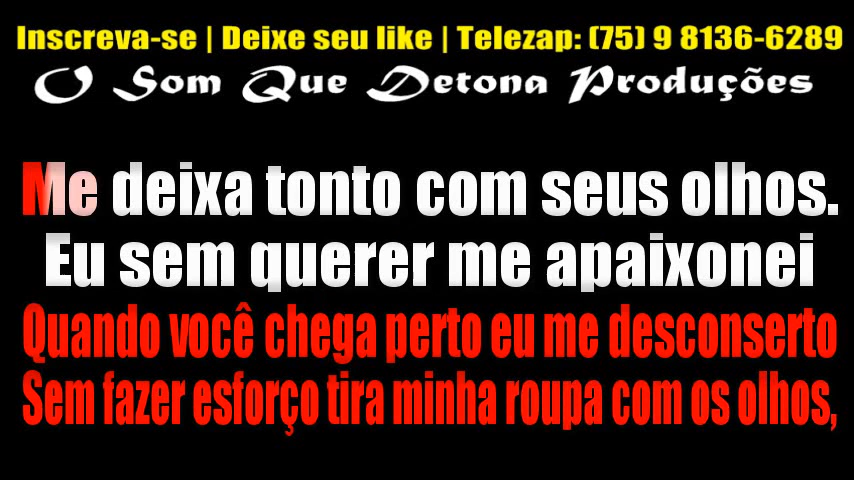 Inscreva-se | Deixe seu like | Telezap: (75) 9 8136-6289
O Som Que Detona Produções
Me deixa tonto com seus olhos.
Eu sem querer me apaixonei
Quando você chega perto eu me desconserto
Sem fazer esforço tira minha roupa com os olhos,